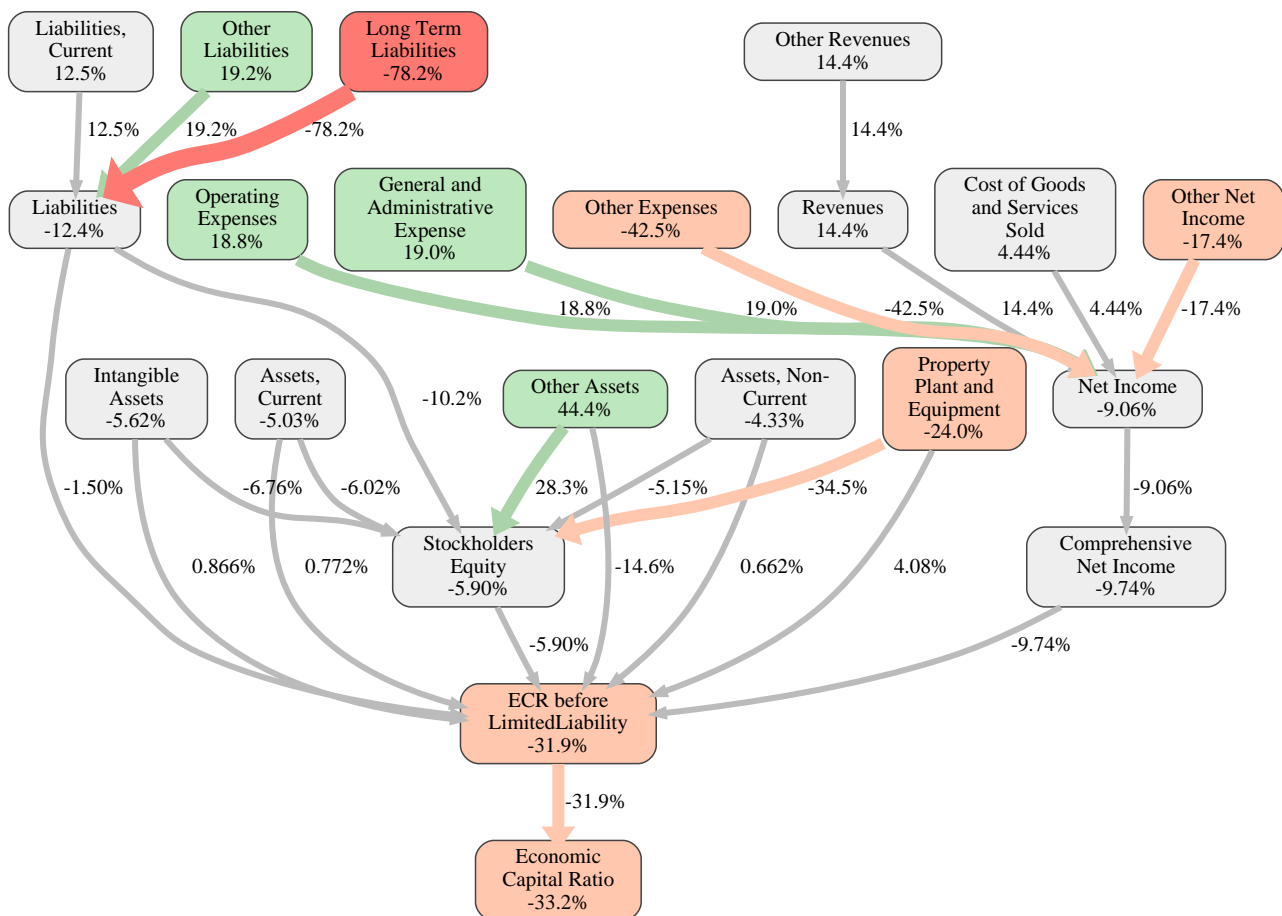 Liabilities,
Current
12.5%
Other
Liabilities
19.2%
Long Term
Liabilities
-78.2%
Other Revenues
14.4%
12.5%
19.2%
-78.2%
14.4%
Liabilities
-12.4%
Operating
Expenses
18.8%
General and
Administrative
Expense
19.0%
Other Expenses
-42.5%
Revenues
14.4%
Cost of Goods
and Services
Sold
4.44%
Other Net
Income
-17.4%
18.8%
19.0%
-42.5%
14.4%
4.44%
-17.4%
Intangible
Assets
-5.62%
Assets,
Current
-5.03%
-10.2%
Other Assets
44.4%
Assets, Non-
Current
-4.33%
Property
Plant and
Equipment
-24.0%
Net Income
-9.06%
-1.50%
-6.76%
-6.02%
28.3%
-5.15%
-34.5%
-9.06%
0.866%
0.772%
Stockholders
Equity
-5.90%
-14.6%
0.662%
4.08%
Comprehensive
Net Income
-9.74%
-5.90%
-9.74%
ECR before
LimitedLiability
-31.9%
-31.9%
Economic
Capital Ratio
-33.2%